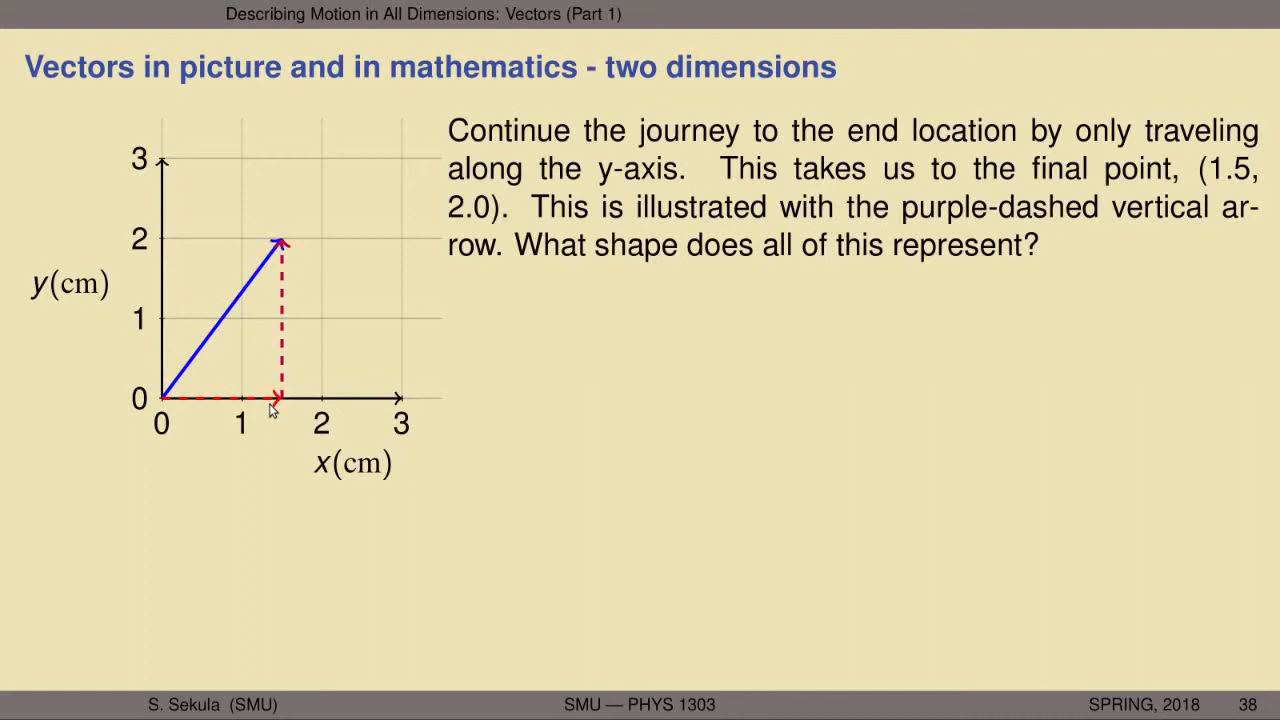 Describing Motion in All Dimensions: Vectors (Part 1)
Vectors in picture and in mathematics - two dimensions
Continue the journey to the end location by only traveling
along the y-axis. This takes us to the final point, (1.5,
2.0). This is illustrated with the purple-dashed vertical ar-
row. What shape does all of this represent?
3
2
y(cm)
1
0
0 1 2 3
x(cm)
S. Sekula (SMU) SMU — PHYS 1303 SPRING, 2018 38